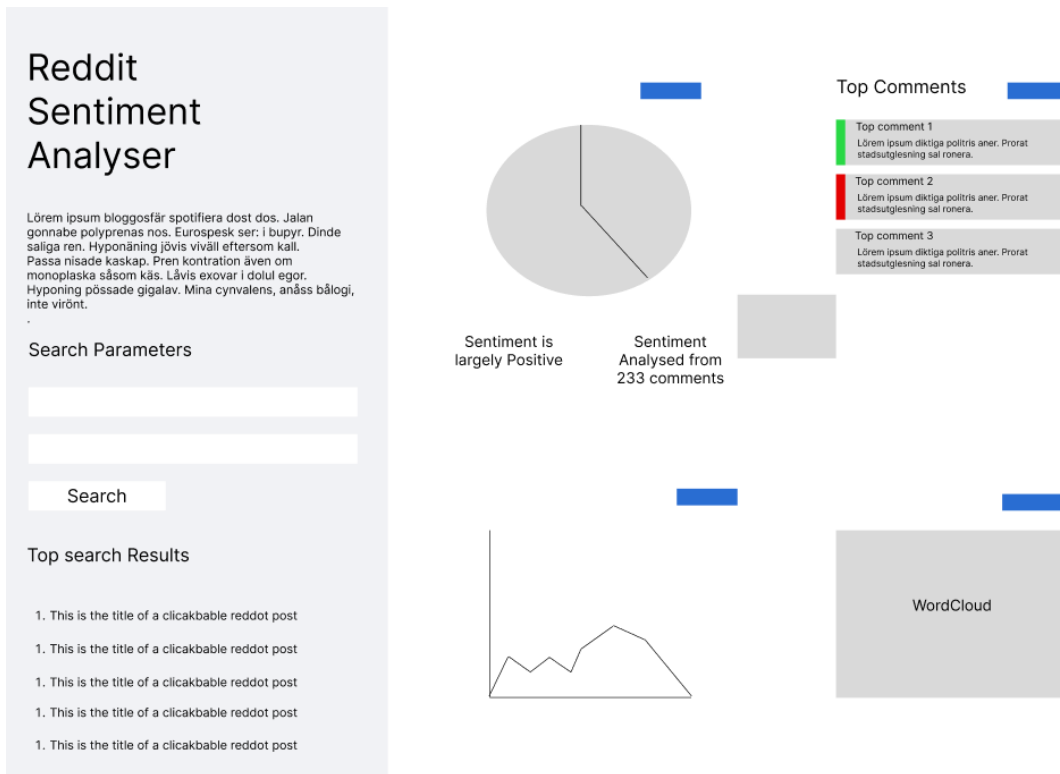 Reddit
Sentiment
Analyser
Lörem ipsum bloggosfär spotifiera dost dos. Jalan
gonnabe polyprenas nos. Eurospesk ser: i bupyr. Dinde
saliga ren. Hyponäning jövis viväll eftersom kall.
Passa nisade kaskap. Pren kontration även om
monoplaska såsom käs. Låvis exovar i dolul egor.
Hyponing pössade gigalav. Mina cynvalens, anåss bålogi,
inte virönt.
.
Search Parameters
Search
Top search Results
1. This is the title of a clicakbable reddot post
1. This is the title of a clicakbable reddot post
1. This is the title of a clicakbable reddot post
1. This is the title of a clicakbable reddot post
1. This is the title of a clicakbable reddot post
Sentiment is
largely Positive
Sentiment
Analysed from
233 comments
Top Comments
Top comment 1
Lörem ipsum diktiga politris aner. Prorat
stadsutglesning sal ronera.
Top comment 2
Lörem ipsum diktiga politris aner. Prorat
stadsutglesning sal ronera.
Top comment 3
Lörem ipsum diktiga politris aner. Prorat
stadsutglesning sal ronera.
WordCloud